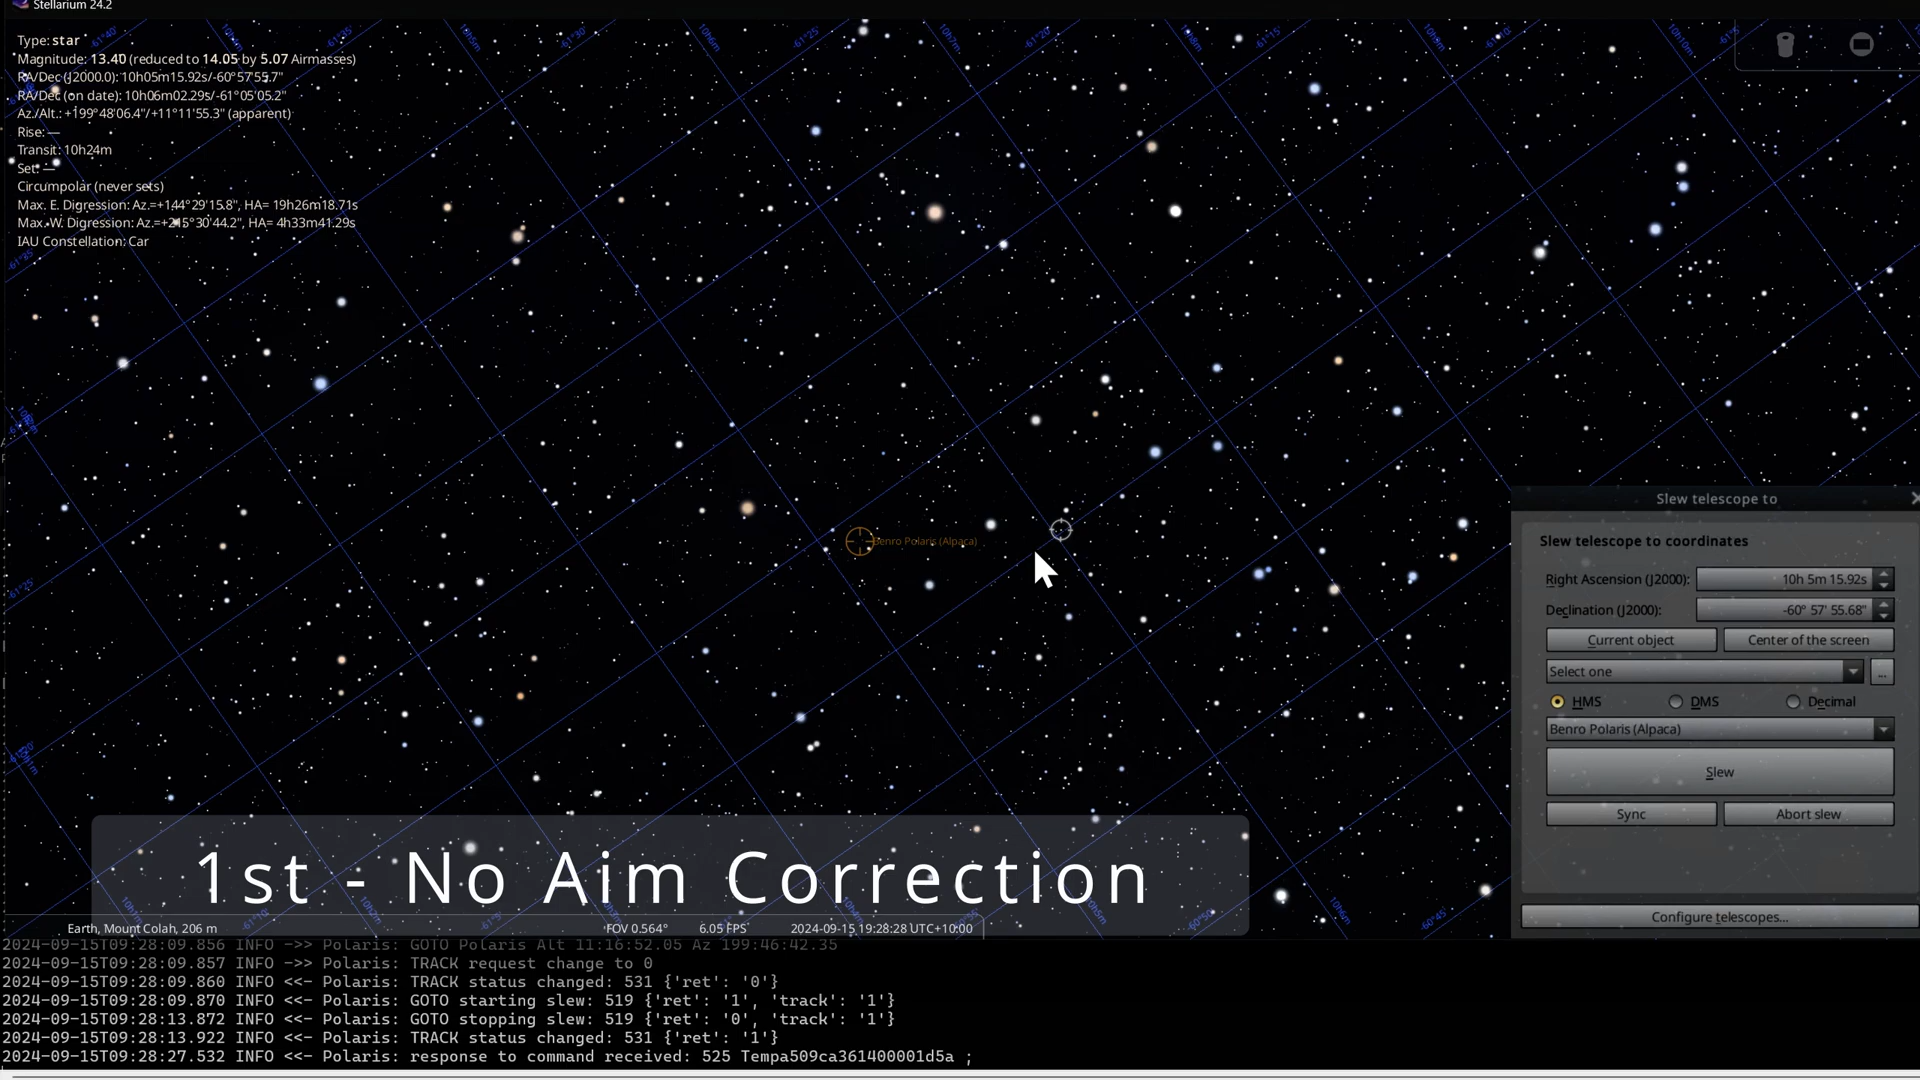 Stellarium 24.2
Type: star
Magnitude: 13.40 (reduced to 14.05 by 5.07 Airmasses)
RA/Dec (J2000.0): 10h05m15.92s/-60°57'55.7"
RA/Dec (on date): 10h06m02.29s/-61°05'05.2"
Az./Alt.: +199°48'06.4"/+11°11'55.3" (apparent)
Rise: —
Transit: 10h24m
Set: —
Circumpolar (never sets)
Max. E. Digression: Az.=+144°29'15.8", HA= 19h26m18.71s
Max. W. Digression: Az.=+215°30'44.2", HA= 4h33m41.29s
IAU Constellation: Car
Benro Polaris (Alpaca)
Slew telescope to
Slew telescope to coordinates
Right Ascension (J2000): 10h 5m 15.92s
Declination (J2000): -60° 57' 55.68"
Current object Center of the screen
Select one ...
HMS DMS Decimal
Benro Polaris (Alpaca)
Slew
Sync Abort slew
Configure telescopes...
1st - No Aim Correction
Earth, Mount Colah, 206 m FOV 0.564° 6.05 FPS 2024-09-15 19:28:28 UTC+10:00
2024-09-15T09:28:09.856 INFO ->> Polaris: GOTO Polaris Alt 11:16:52.05 Az 199:46:42.35
2024-09-15T09:28:09.857 INFO ->> Polaris: TRACK request change to 0
2024-09-15T09:28:09.860 INFO <<- Polaris: TRACK status changed: 531 {'ret': '0'}
2024-09-15T09:28:09.870 INFO <<- Polaris: GOTO starting slew: 519 {'ret': '1', 'track': '1'}
2024-09-15T09:28:13.872 INFO <<- Polaris: GOTO stopping slew: 519 {'ret': '0', 'track': '1'}
2024-09-15T09:28:13.922 INFO <<- Polaris: TRACK status changed: 531 {'ret': '1'}
2024-09-15T09:28:27.532 INFO <<- Polaris: response to command received: 525 Tempa509ca361400001d5a ;